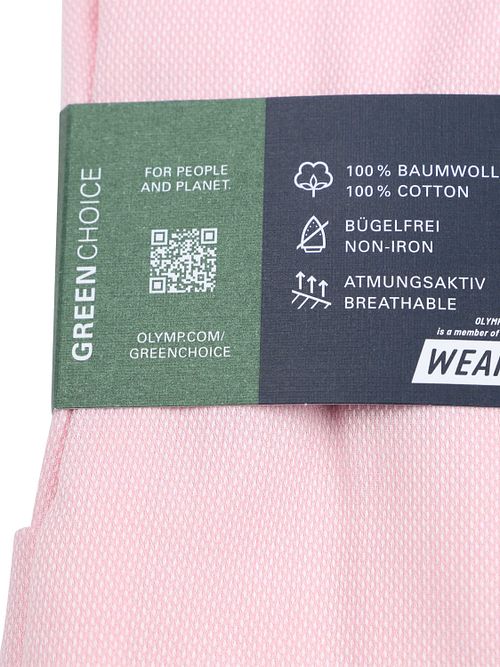 GREEN CHOICE
FOR PEOPLE
AND PLANET.
OLYMP.COM/
GREENCHOICE
100% BAUMWOLL
100% COTTON
BÜGELFREI
NON-IRON
ATMUNGSAKTIV
BREATHABLE
OLYMP
is a member of
WEAR